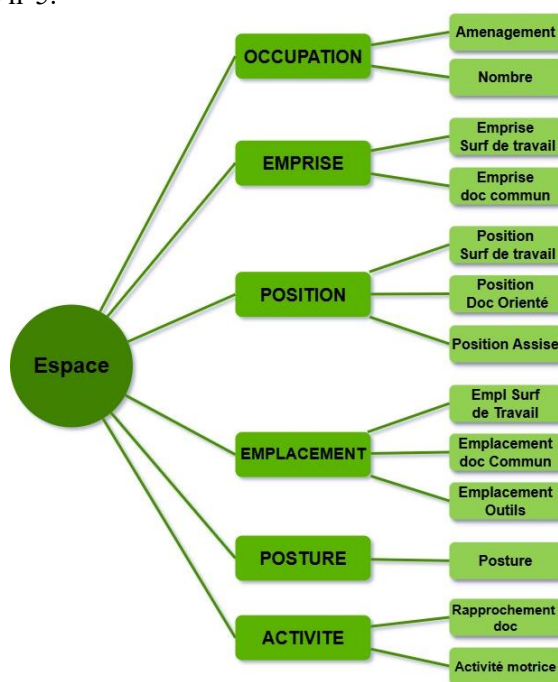 n°3.
OCCUPATION
Amenagement
Nombre
EMPRISE
Emprise
Surf de travail
Emprise
doc commun
POSITION
Position
Surf de travail
Position
Doc Orienté
Position Assise
Espace
EMPLACEMENT
Empl Surf
de Travail
Emplacement
doc Commun
Emplacement
Outils
POSTURE
Posture
ACTIVITE
Rapprochement
doc
Activité motrice